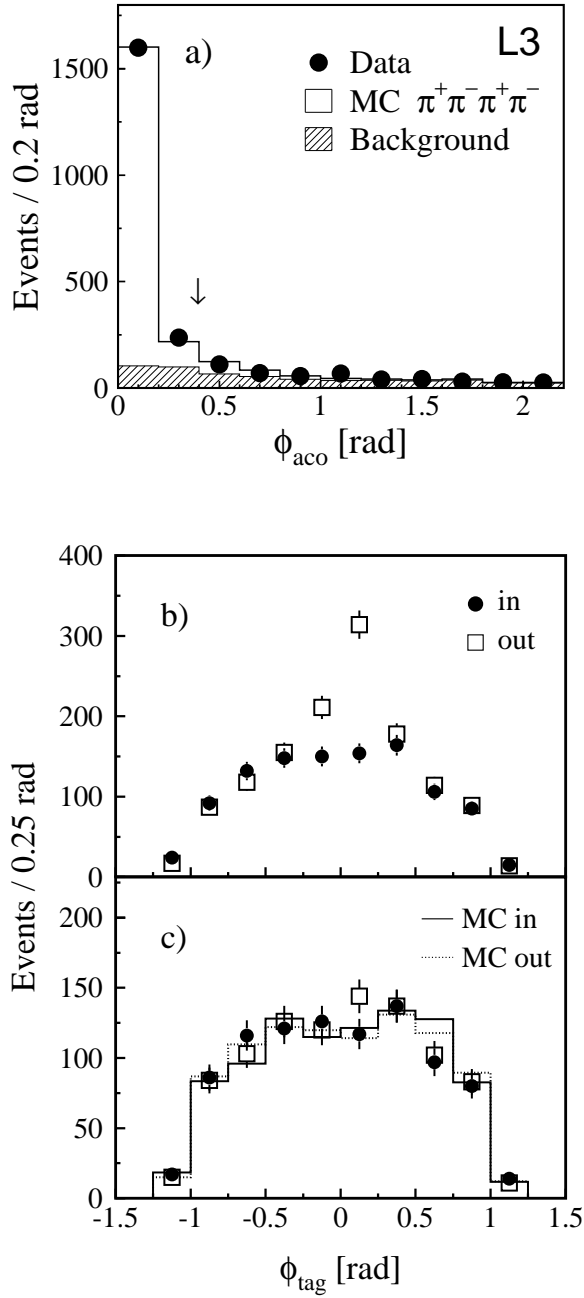 a)
L3
Data
MC π+π−π+π−
Background
Events / 0.2 rad
1500
1000
500
0
0 0.5 1 1.5 2
ϕaco [rad]
b)
in
out
400
300
200
100
0
Events / 0.25 rad
c)
MC in
MC out
200
150
100
50
0
-1.5 -1 -0.5 0 0.5 1 1.5
ϕtag [rad]